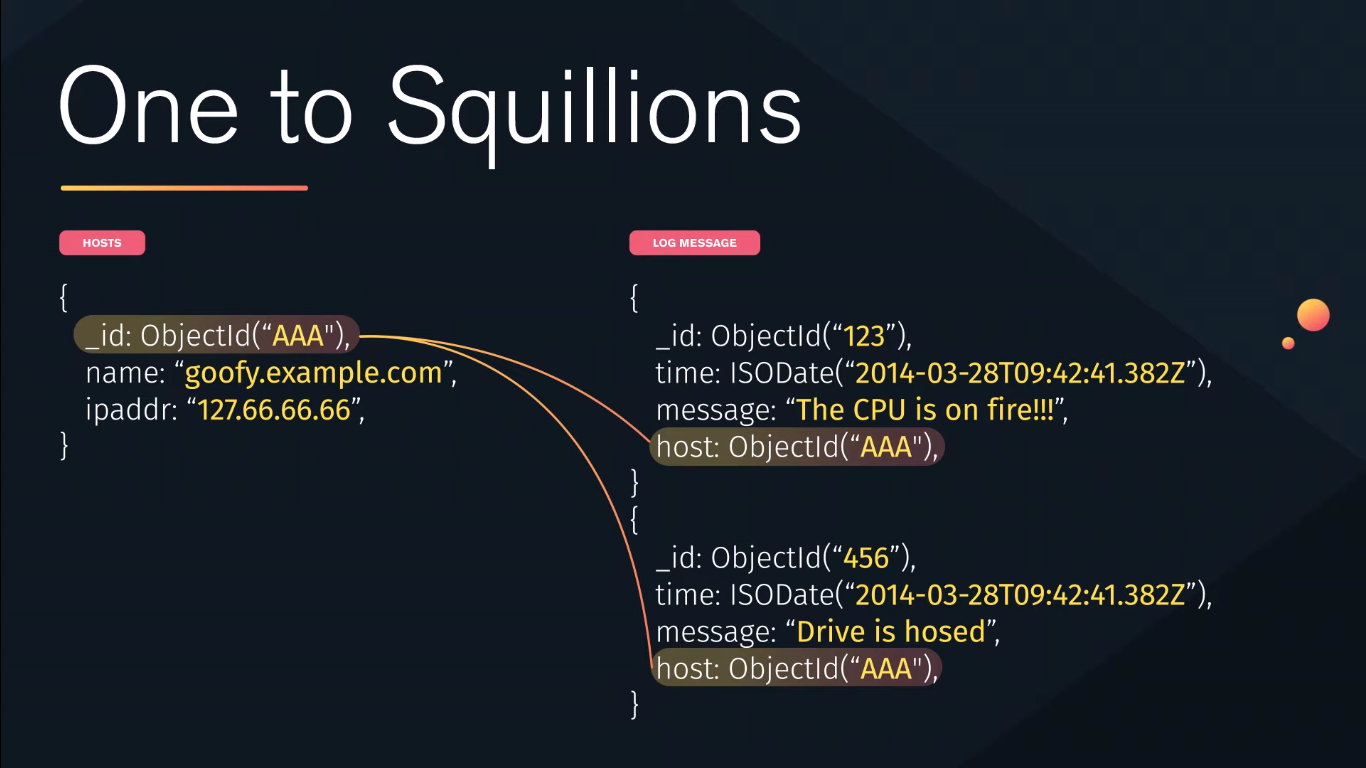 One to Squillions
HOSTS
{
_id: ObjectId(“AAA"),
name: “goofy.example.com”,
ipaddr: “127.66.66.66”,
}
LOG MESSAGE
{
_id: ObjectId(“123”),
time: ISODate(“2014-03-28T09:42:41.382Z”),
message: “The CPU is on fire!!!”,
host: ObjectId(“AAA"),
}
{
_id: ObjectId(“456”),
time: ISODate(“2014-03-28T09:42:41.382Z”),
message: “Drive is hosed”,
host: ObjectId(“AAA"),
}